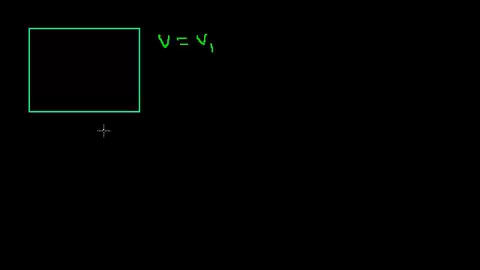 V = V₁